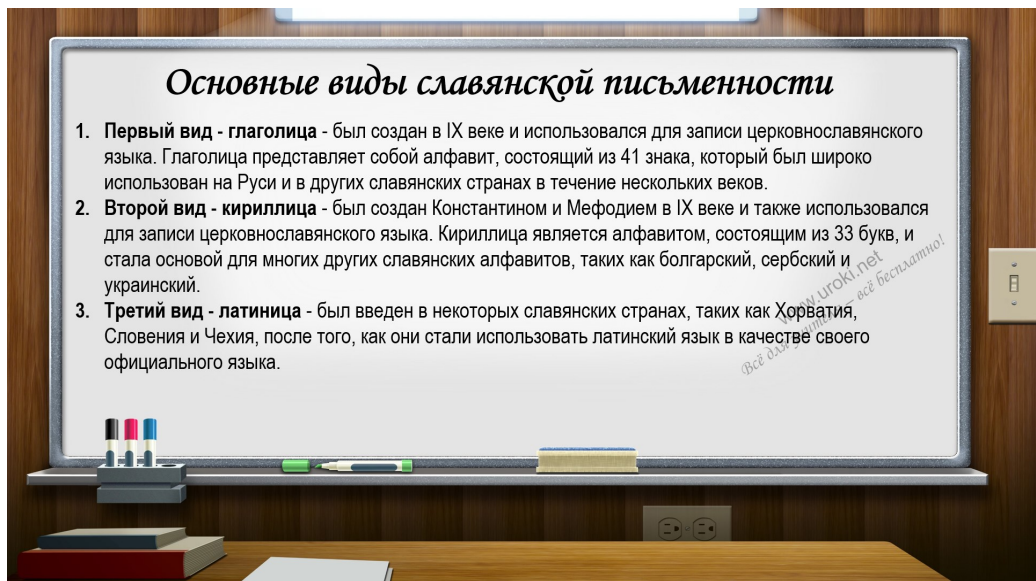 Основные виды славянской письменности
1. Первый вид - глаголица - был создан в IX веке и использовался для записи церковнославянского
языка. Глаголица представляет собой алфавит, состоящий из 41 знака, который был широко
использован на Руси и в других славянских странах в течение нескольких веков.
2. Второй вид - кириллица - был создан Константином и Мефодием в IX веке и также использовался
для записи церковнославянского языка. Кириллица является алфавитом, состоящим из 33 букв, и
стала основой для многих других славянских алфавитов, таких как болгарский, сербский и
украинский.
3. Третий вид - латиница - был введен в некоторых славянских странах, таких как Хорватия,
Словения и Чехия, после того, как они стали использовать латинский язык в качестве своего
официального языка.
www.uroki.net
Всё для учителя – всё бесплатно!